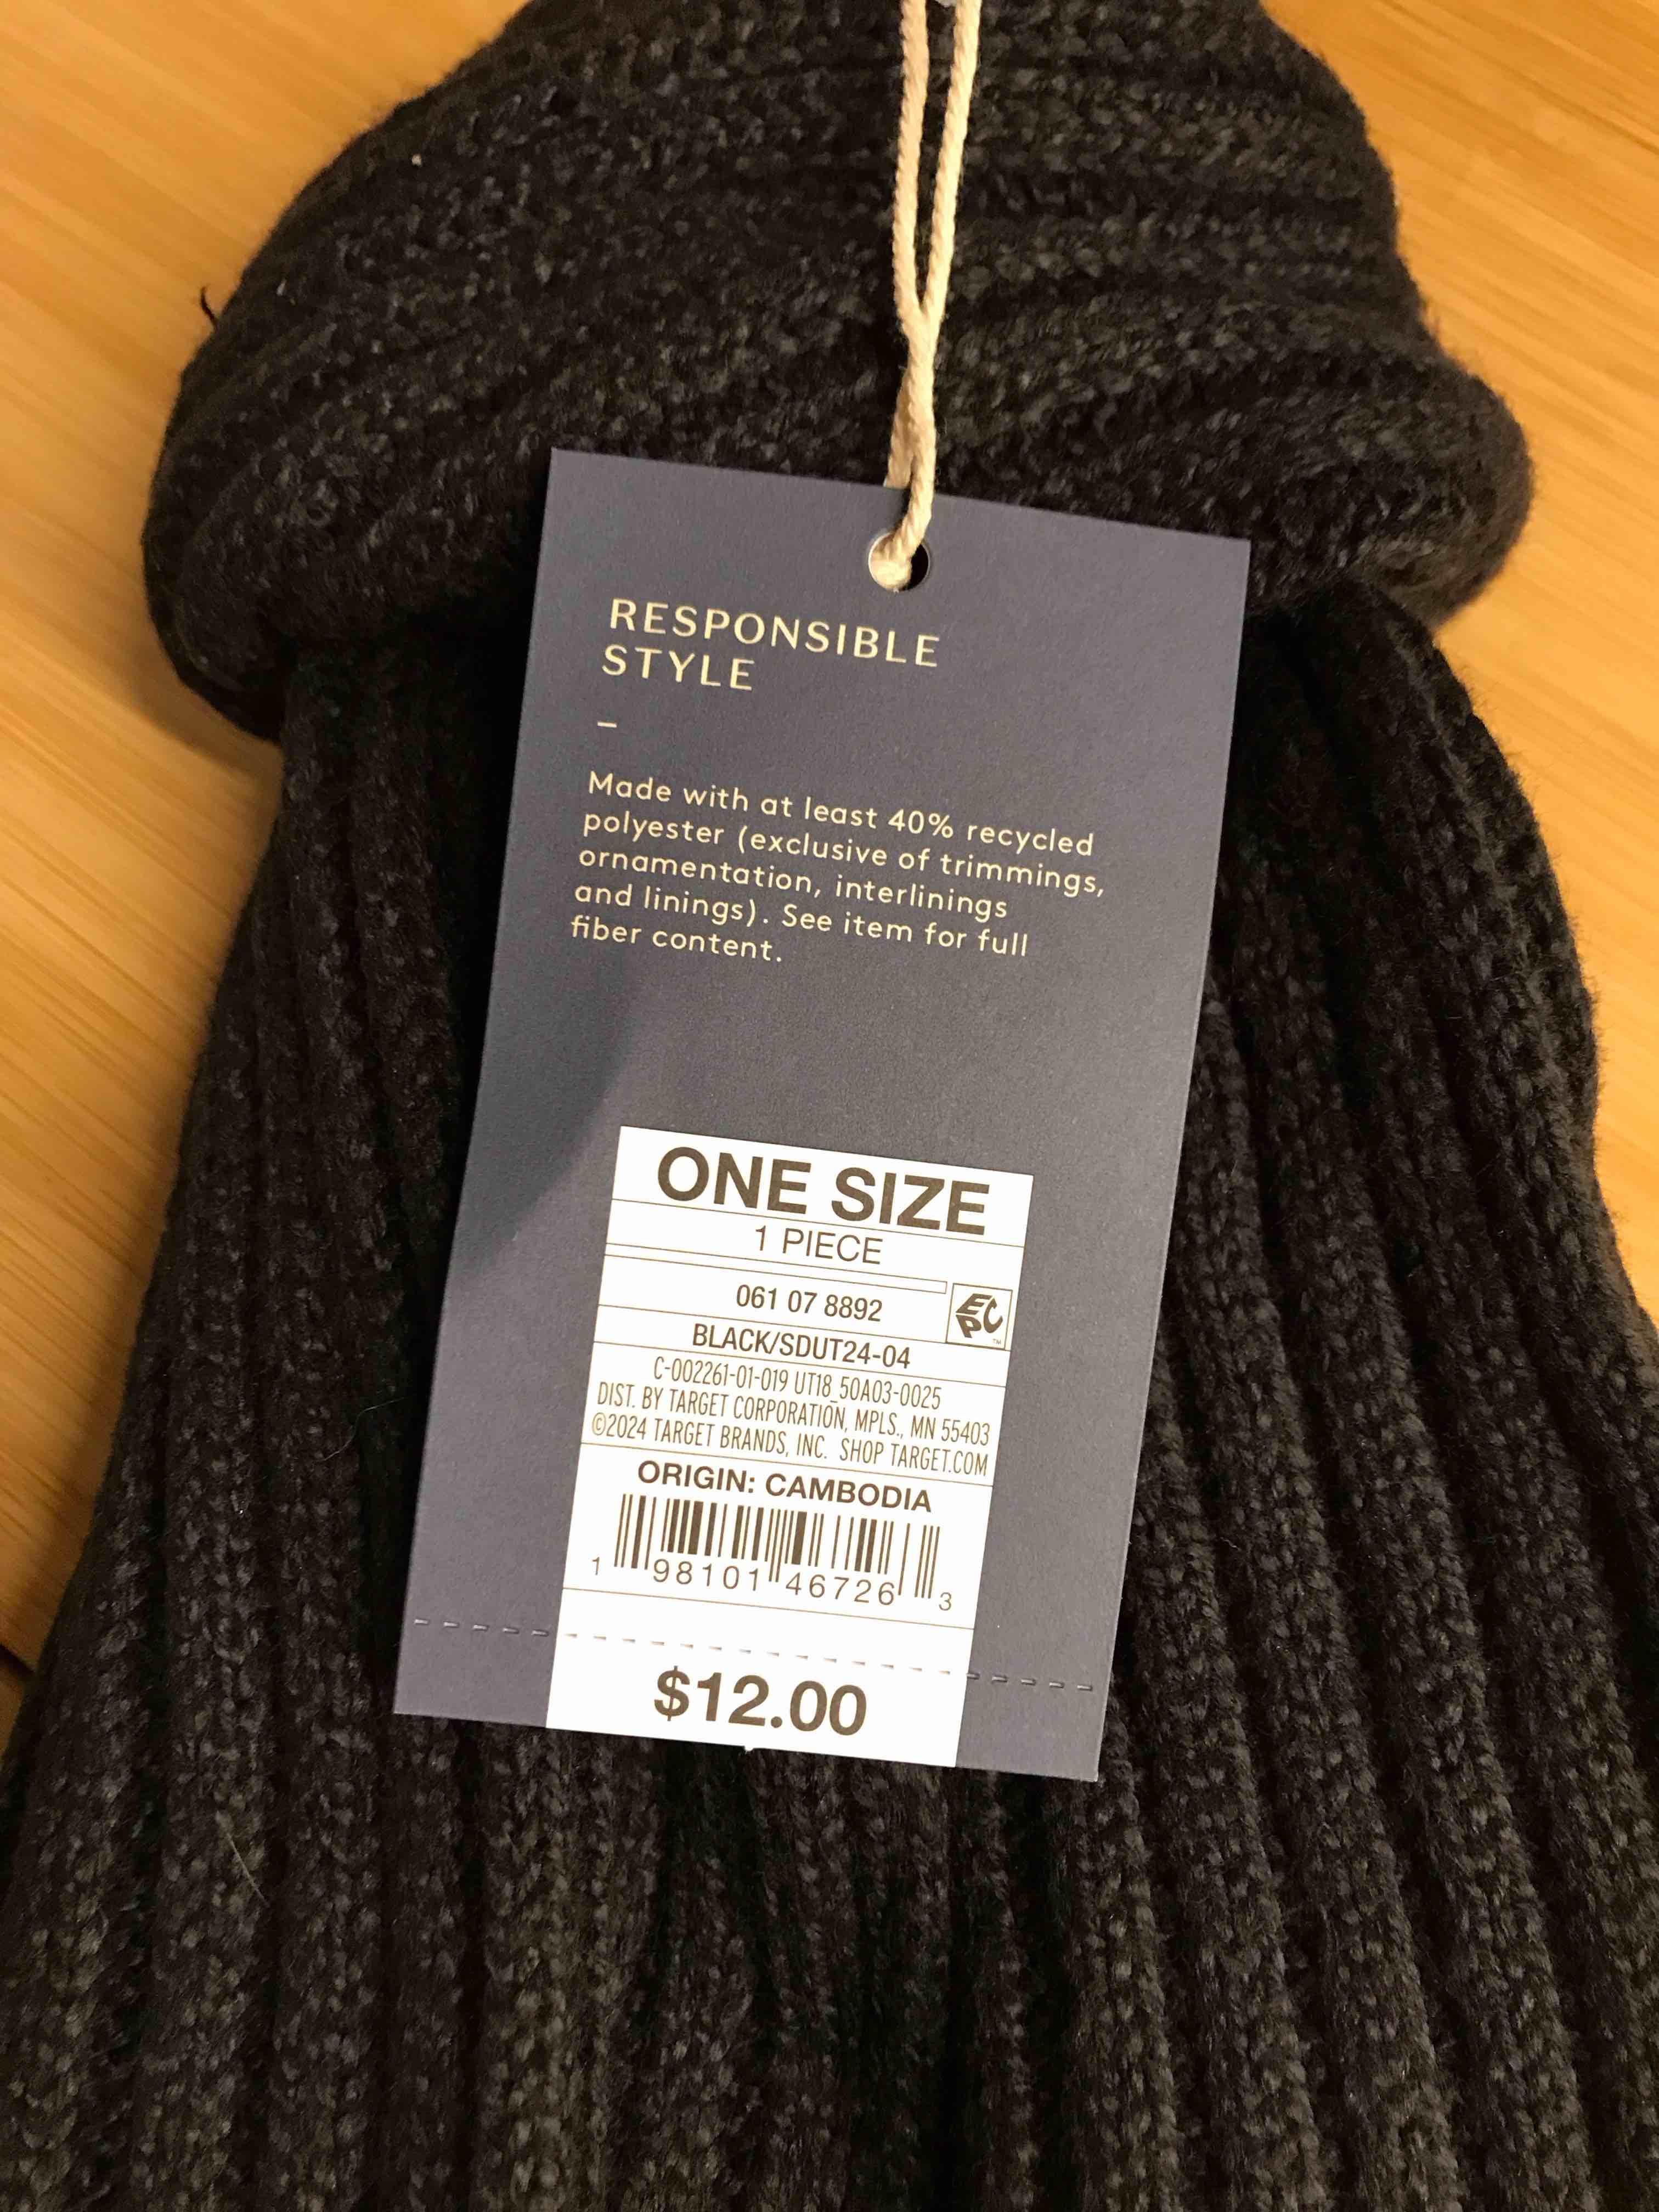 RESPONSIBLE
STYLE
–
Made with at least 40% recycled
polyester (exclusive of trimmings,
ornamentation, interlinings
and linings). See item for full
fiber content.
ONE SIZE
1 PIECE
061 07 8892
EPC
™
BLACK/SDUT24-04
C-002261-01-019 UT18_50A03-0025
DIST. BY TARGET CORPORATION, MPLS., MN 55403
©2024 TARGET BRANDS, INC. SHOP TARGET.COM
ORIGIN: CAMBODIA
1 98101 46726 3
$12.00